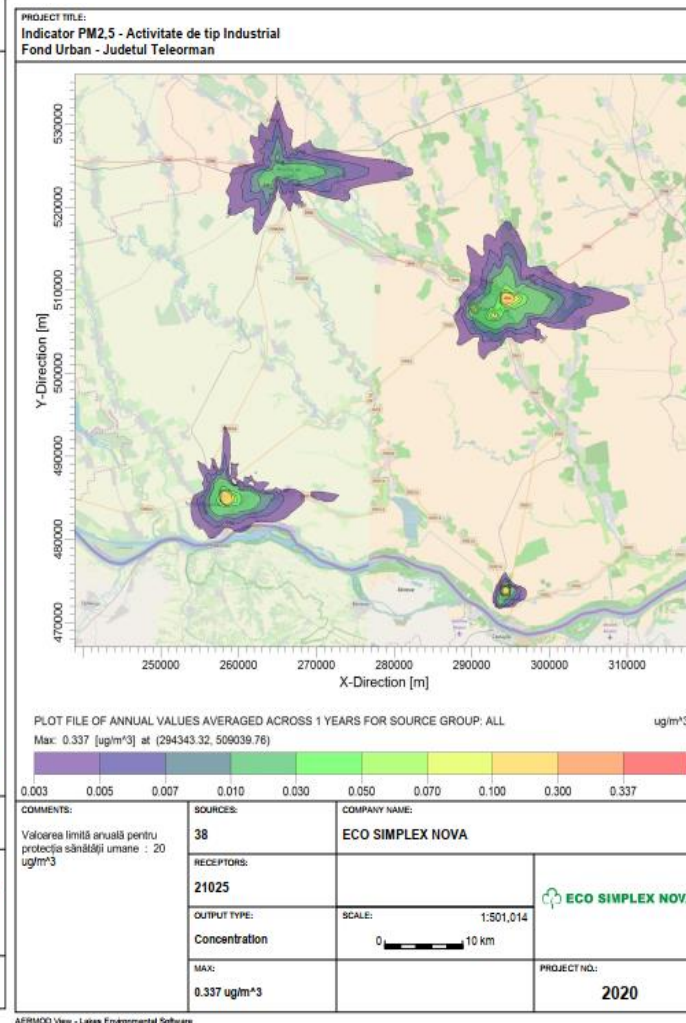 PROJECT TITLE:
Indicator PM2,5 - Activitate de tip Industrial
Fond Urban - Judetul Teleorman
Y-Direction [m]
530000
520000
510000
500000
490000
480000
470000
250000 260000 270000 280000 290000 300000 310000
X-Direction [m]
PLOT FILE OF ANNUAL VALUES AVERAGED ACROSS 1 YEARS FOR SOURCE GROUP: ALL ug/m^3
Max: 0.337 [ug/m^3] at (294343.32, 509039.76)
0.003 0.005 0.007 0.010 0.030 0.050 0.070 0.100 0.300 0.337
COMMENTS:
Valoarea limită anuală pentru
protecția sănătății umane : 20
ug/m^3
SOURCES:
38
COMPANY NAME:
ECO SIMPLEX NOVA
RECEPTORS:
21025
ECO SIMPLEX NOVA
OUTPUT TYPE:
Concentration
SCALE: 1:501,014
0 10 km
MAX:
0.337 ug/m^3
PROJECT NO.:
2020
AERMOD View - Lakes Environmental Software